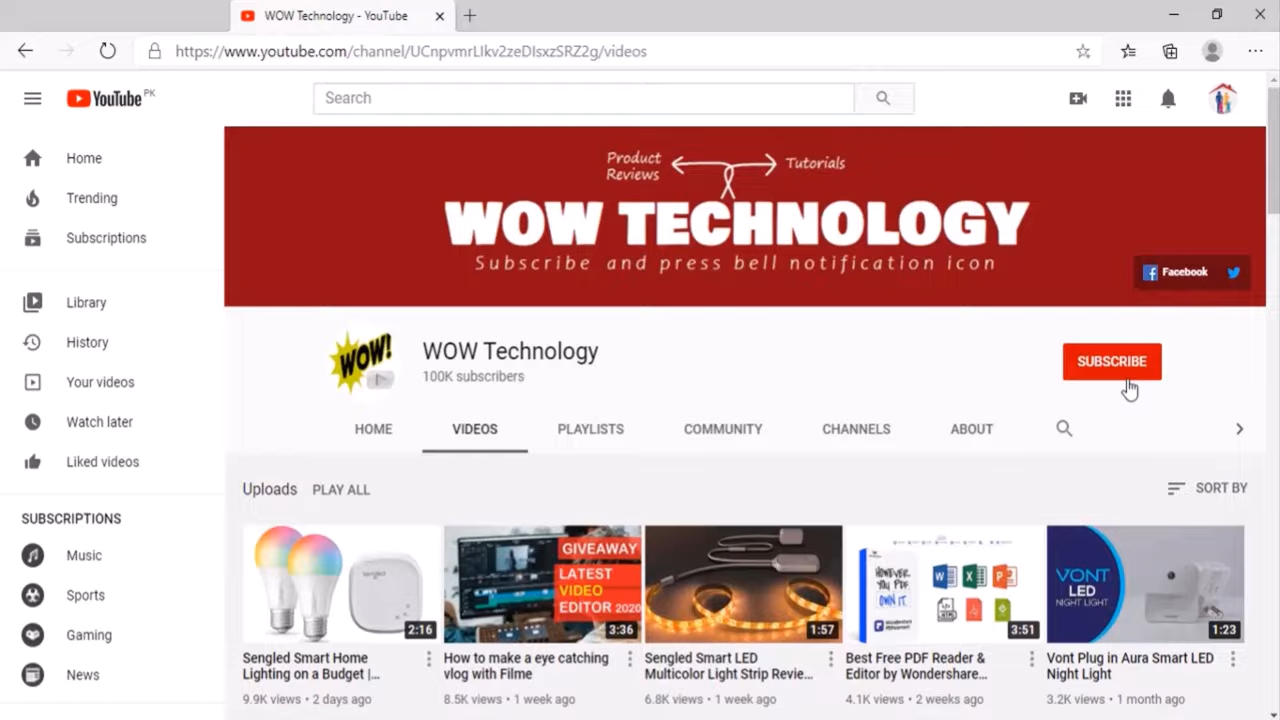 WOW Technology - YouTube
https://www.youtube.com/channel/UCnpvmrLIkv2zeDIsxzSRZ2g/videos
YouTube PK
Search
Home
Trending
Subscriptions
Library
History
Your videos
Watch later
Liked videos
SUBSCRIPTIONS
Music
Sports
Gaming
News
Product
Reviews
Tutorials
WOW TECHNOLOGY
Subscribe and press bell notification icon
Facebook
WOW!
WOW Technology
100K subscribers
SUBSCRIBE
HOME VIDEOS PLAYLISTS COMMUNITY CHANNELS ABOUT
Uploads PLAY ALL
SORT BY
sengled
2:16
Sengled Smart Home
Lighting on a Budget |...
9.9K views • 2 days ago
GIVEAWAY
LATEST
VIDEO
EDITOR 2020
3:36
How to make a eye catching
vlog with Filme
8.5K views • 1 week ago
1:57
Sengled Smart LED
Multicolor Light Strip Revie...
6.8K views • 1 week ago
HOWEVER
YOU PDF
OWN IT
3:51
Best Free PDF Reader &
Editor by Wondershare...
4.1K views • 2 weeks ago
VONT
LED
NIGHT LIGHT
1:23
Vont Plug in Aura Smart LED
Night Light
3.2K views • 1 month ago